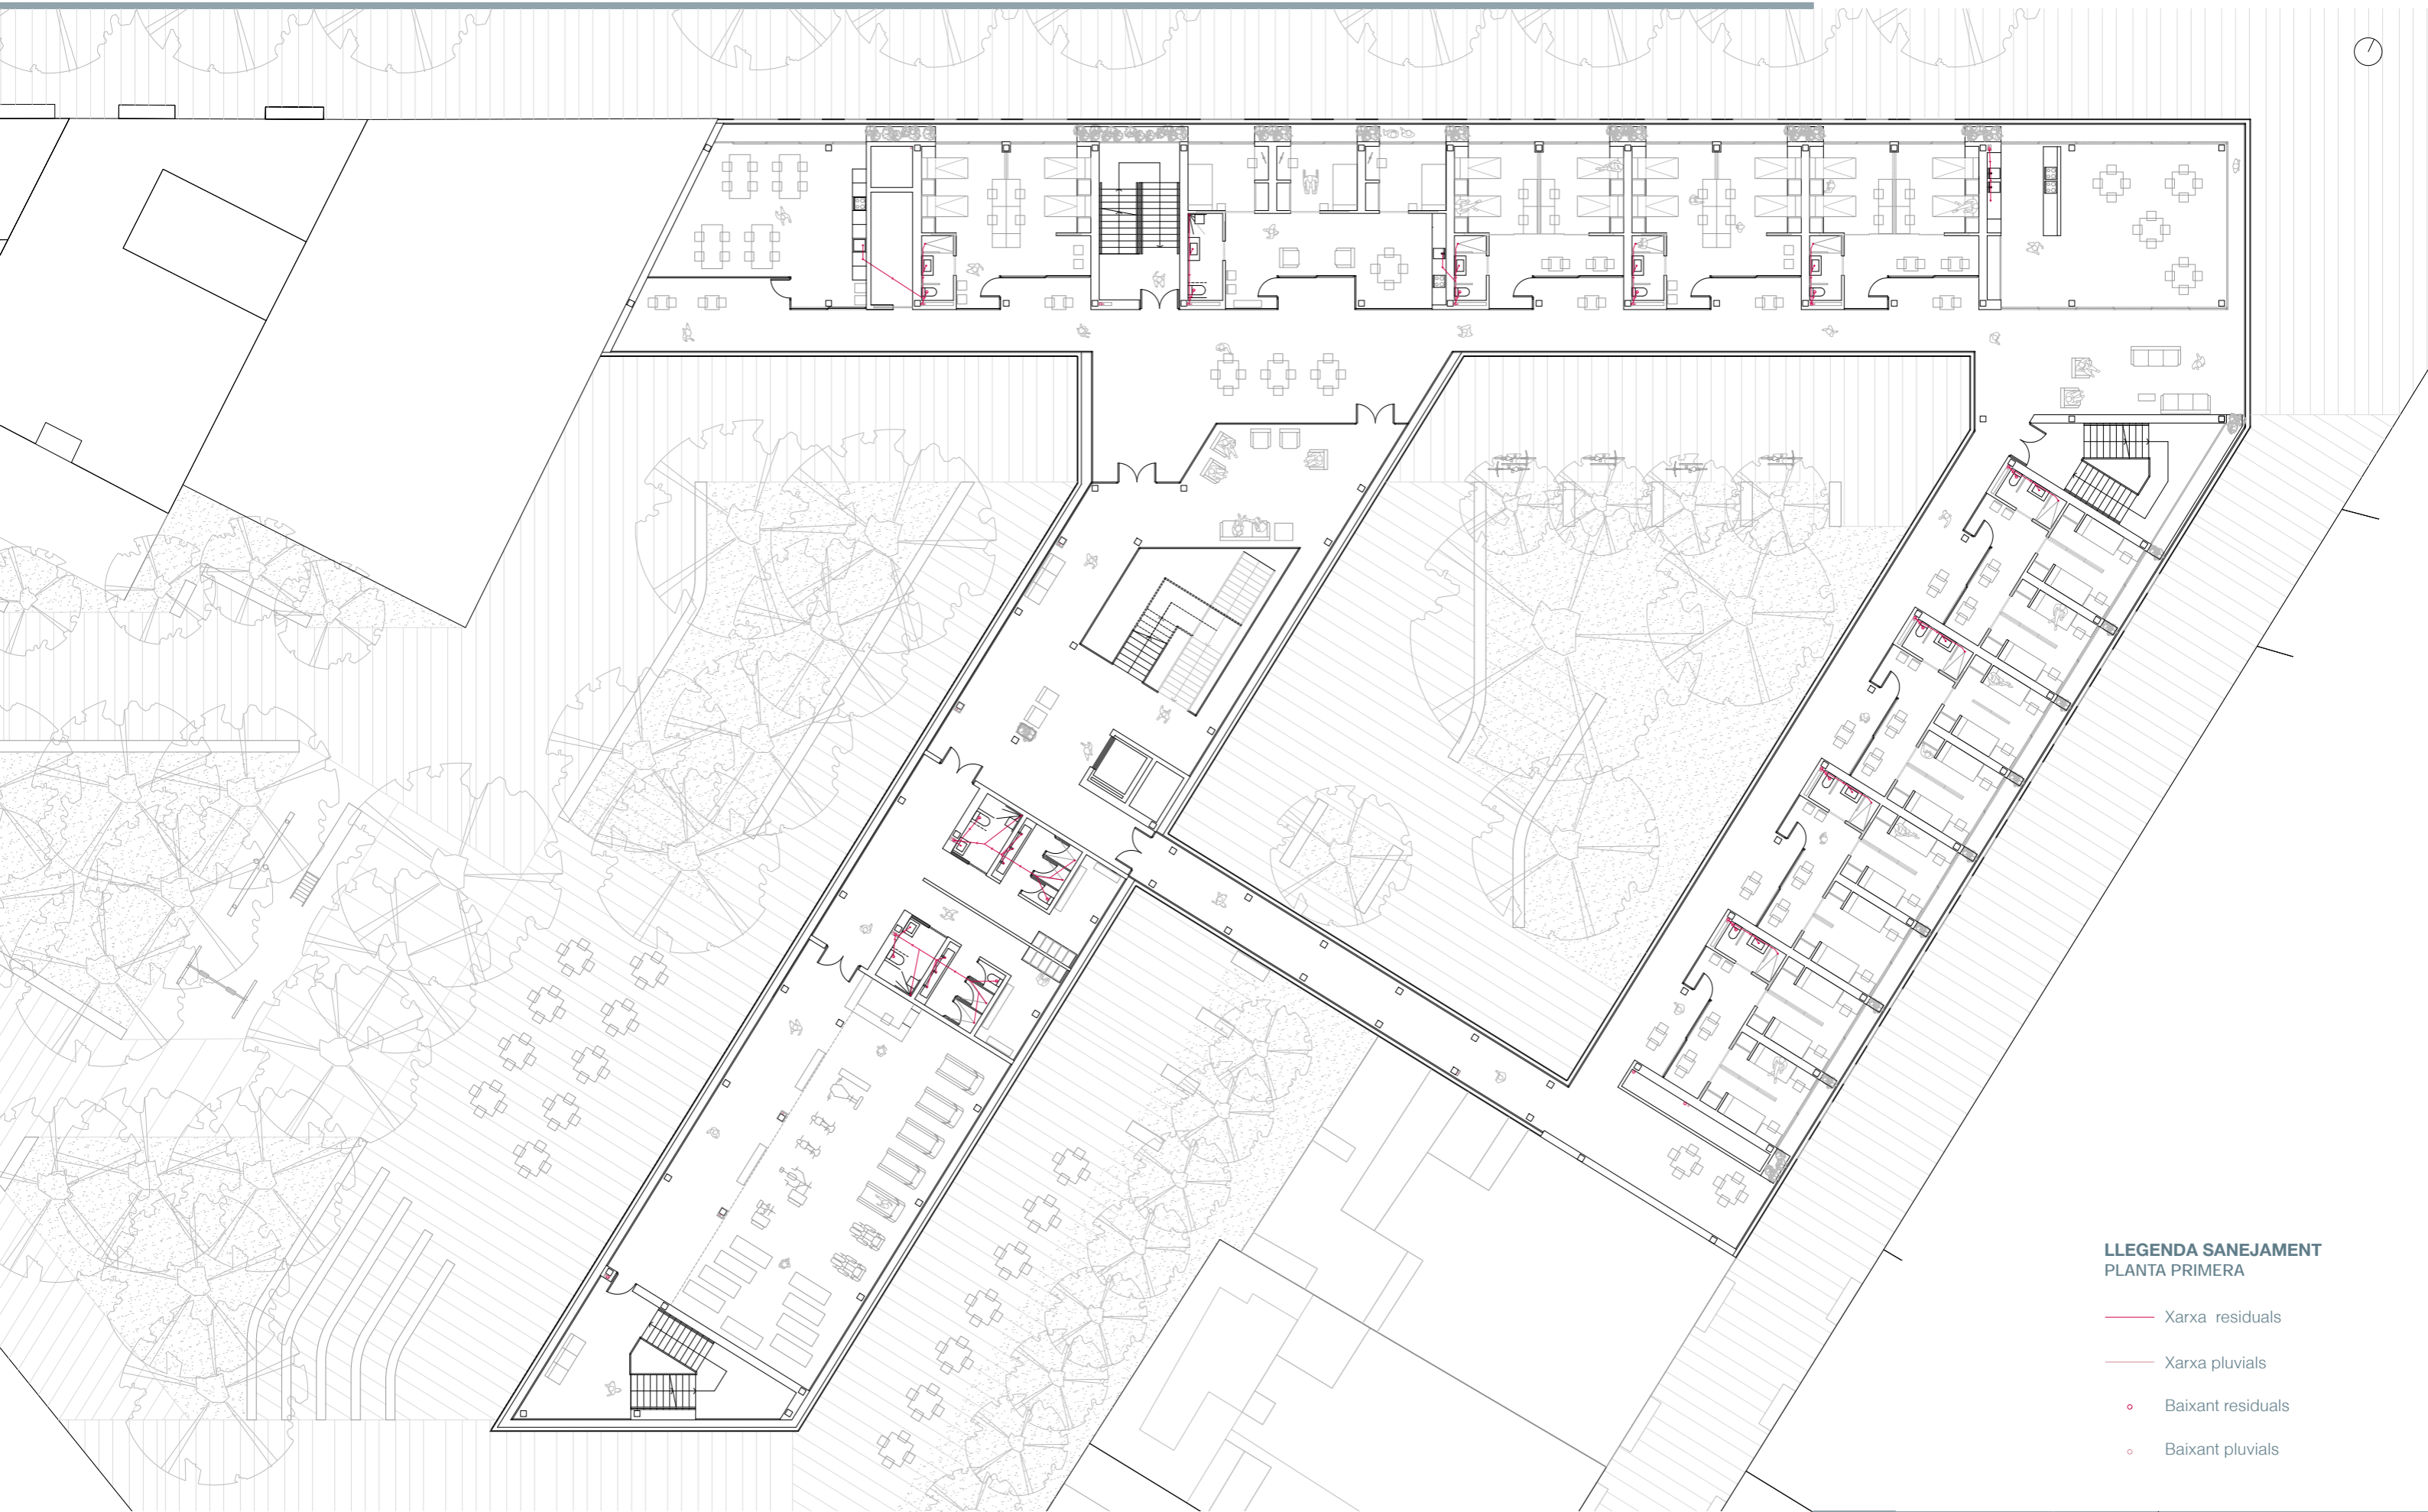 LLEGENDA SANEJAMENT
PLANTA PRIMERA
Xarxa residuals
Xarxa pluvials
Baixant residuals
Baixant pluvials